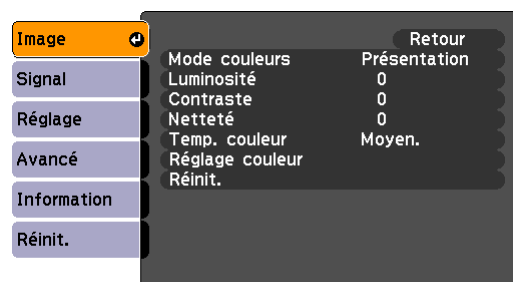 Image
Signal
Réglage
Avancé
Information
Réinit.
Retour
Mode couleurs Présentation
Luminosité 0
Contraste 0
Netteté 0
Temp. couleur Moyen.
Réglage couleur
Réinit.